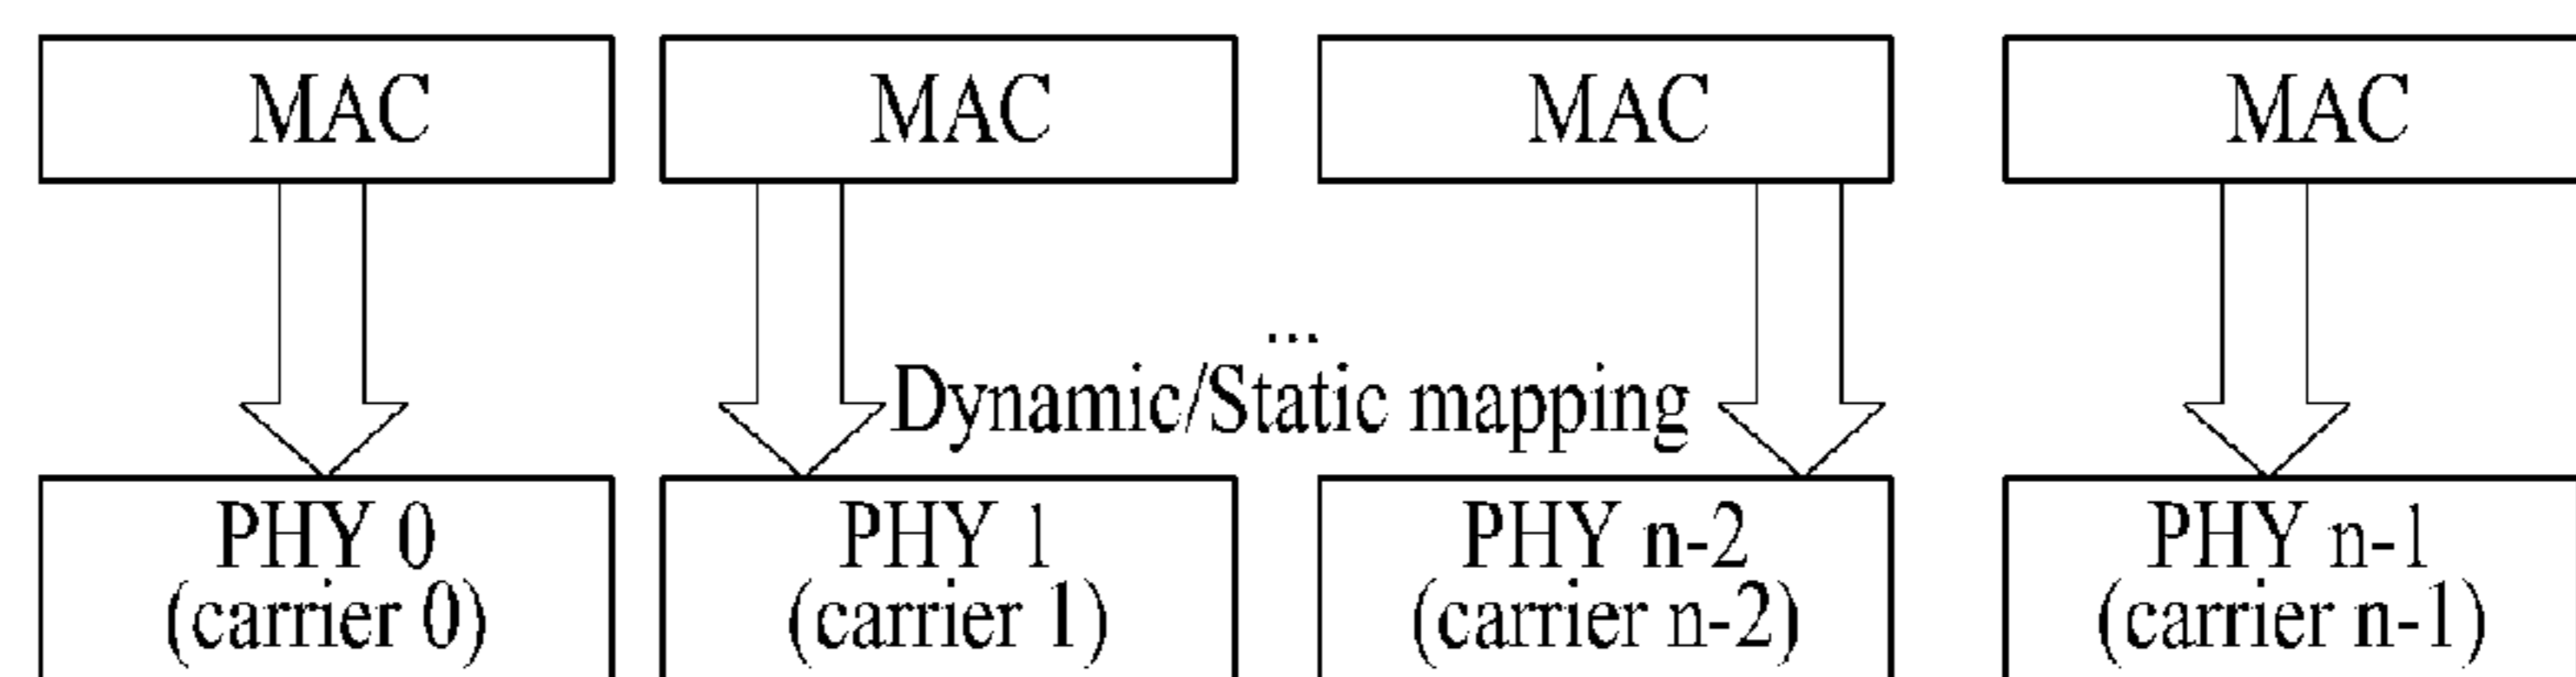 MAC MAC MAC MAC
...
Dynamic/Static mapping
PHY 0 PHY 1 PHY n-2 PHY n-1
(carrier 0) (carrier 1) (carrier n-2) (carrier n-1)